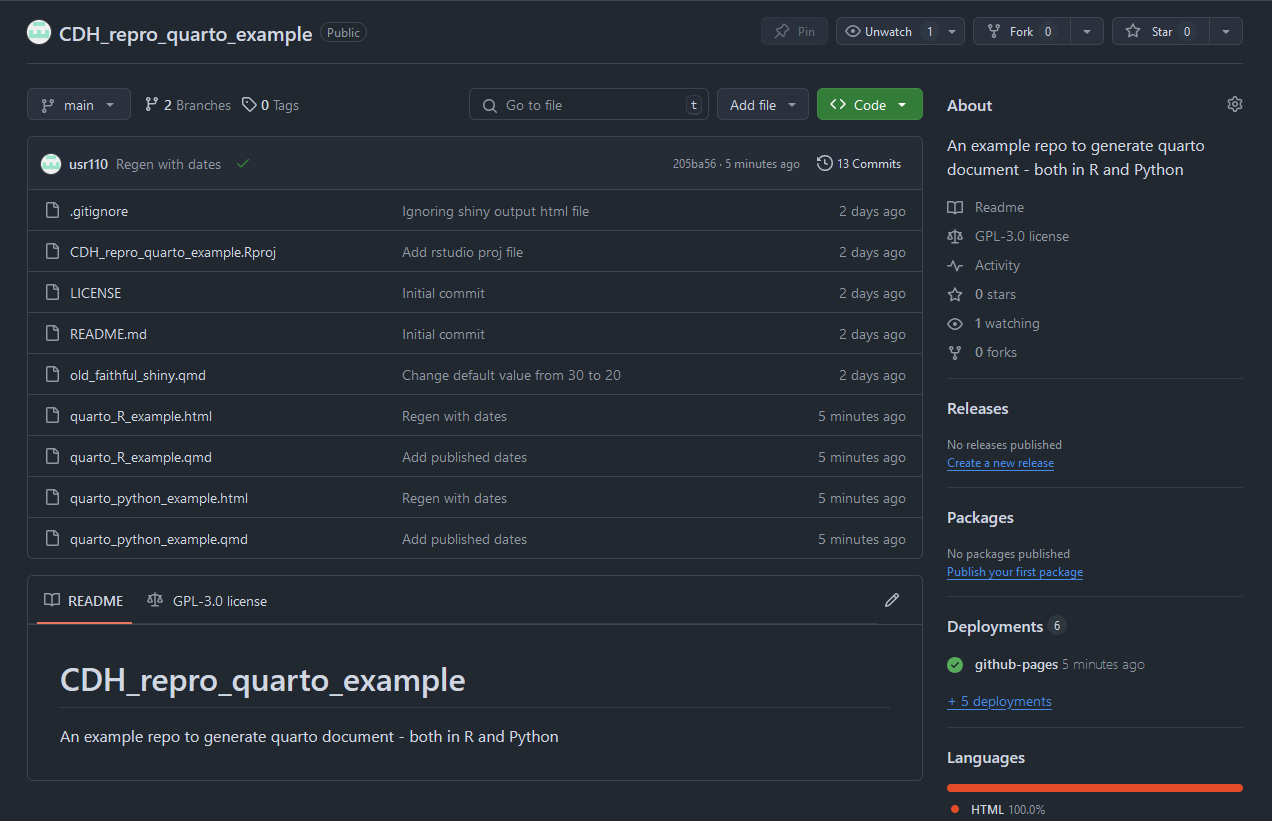 CDH_repro_quarto_example Public Pin Unwatch 1 Fork 0 Star 0
main 2 Branches 0 Tags Go to file t Add file Code
usr110 Regen with dates 205ba56 · 5 minutes ago 13 Commits
.gitignore Ignoring shiny output html file 2 days ago
CDH_repro_quarto_example.Rproj Add rstudio proj file 2 days ago
LICENSE Initial commit 2 days ago
README.md Initial commit 2 days ago
old_faithful_shiny.qmd Change default value from 30 to 20 2 days ago
quarto_R_example.html Regen with dates 5 minutes ago
quarto_R_example.qmd Add published dates 5 minutes ago
quarto_python_example.html Regen with dates 5 minutes ago
quarto_python_example.qmd Add published dates 5 minutes ago
README GPL-3.0 license
CDH_repro_quarto_example
An example repo to generate quarto document - both in R and Python
About
An example repo to generate quarto
document - both in R and Python
Readme
GPL-3.0 license
Activity
0 stars
1 watching
0 forks
Releases
No releases published
Create a new release
Packages
No packages published
Publish your first package
Deployments 6
github-pages 5 minutes ago
+ 5 deployments
Languages
HTML 100.0%